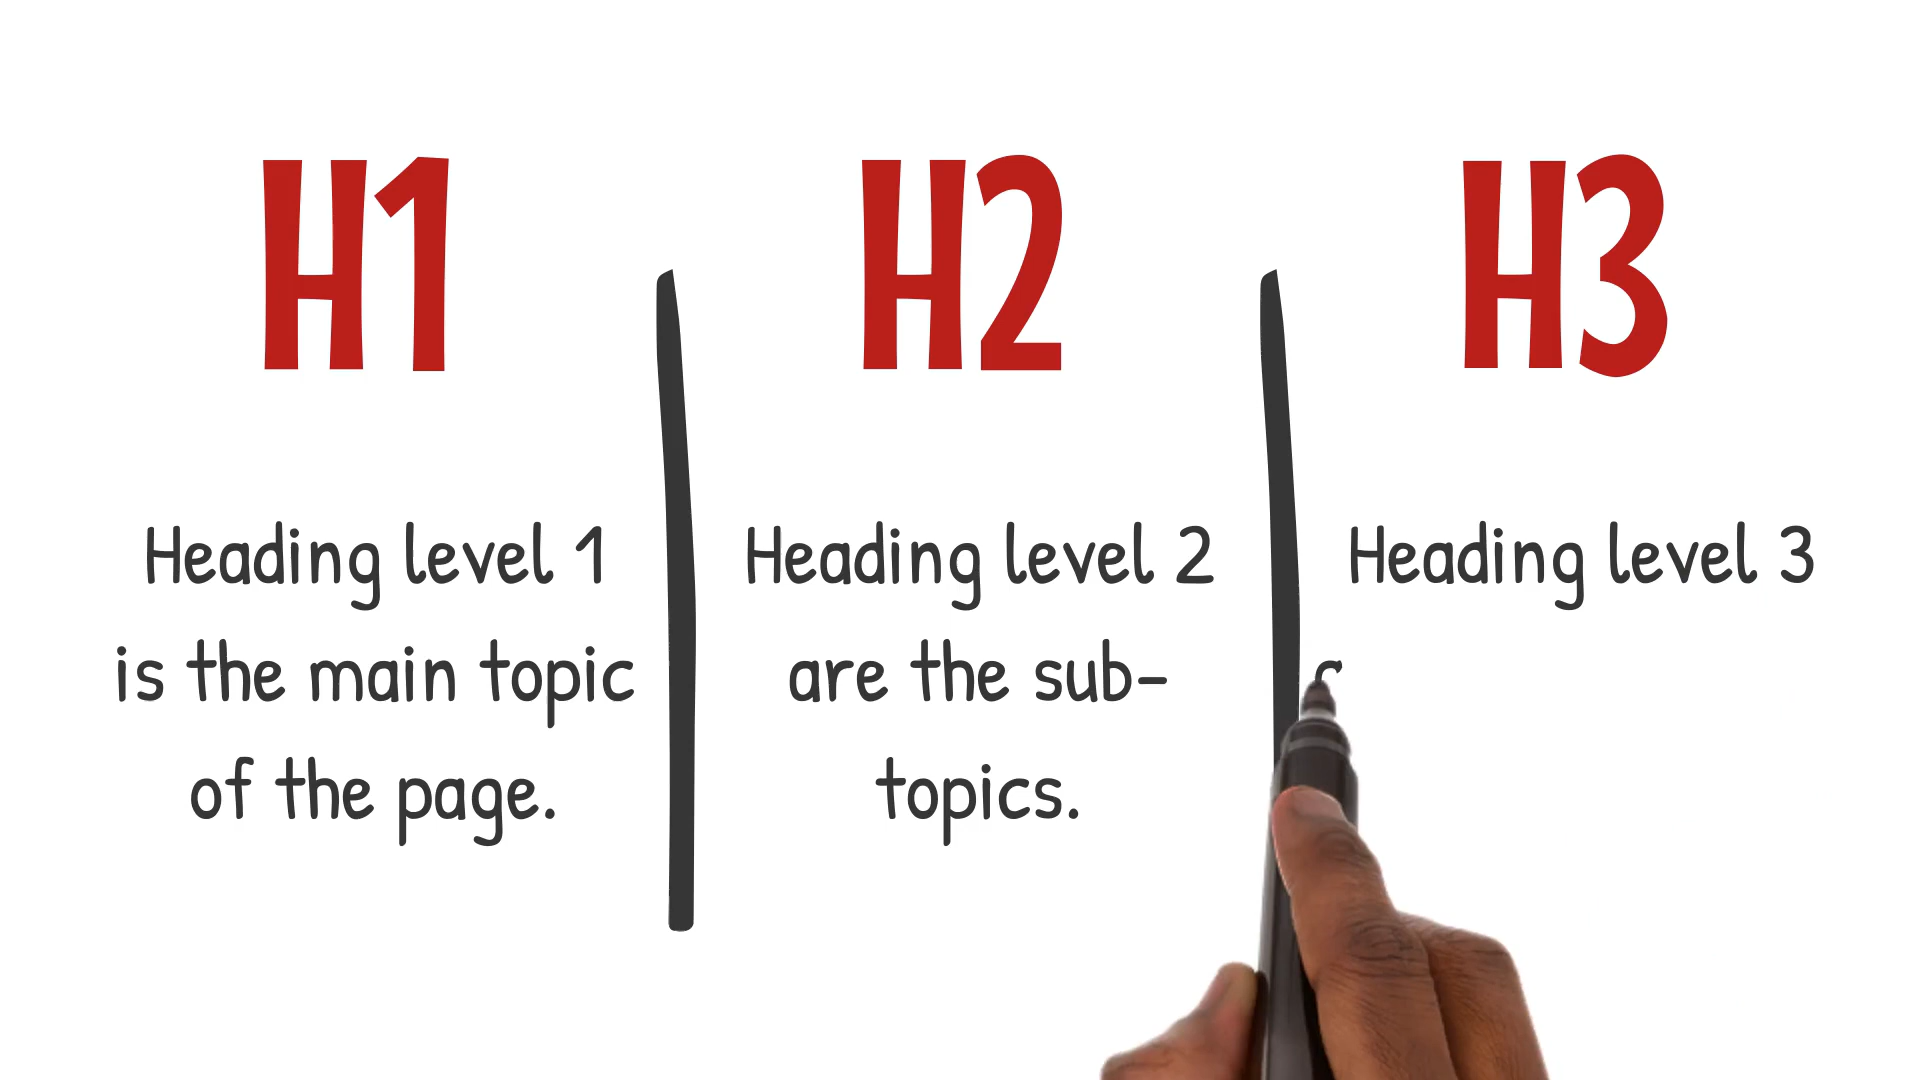 H1
Heading level 1
is the main topic
of the page.
H2
Heading level 2
are the sub-
topics.
H3
Heading level 3